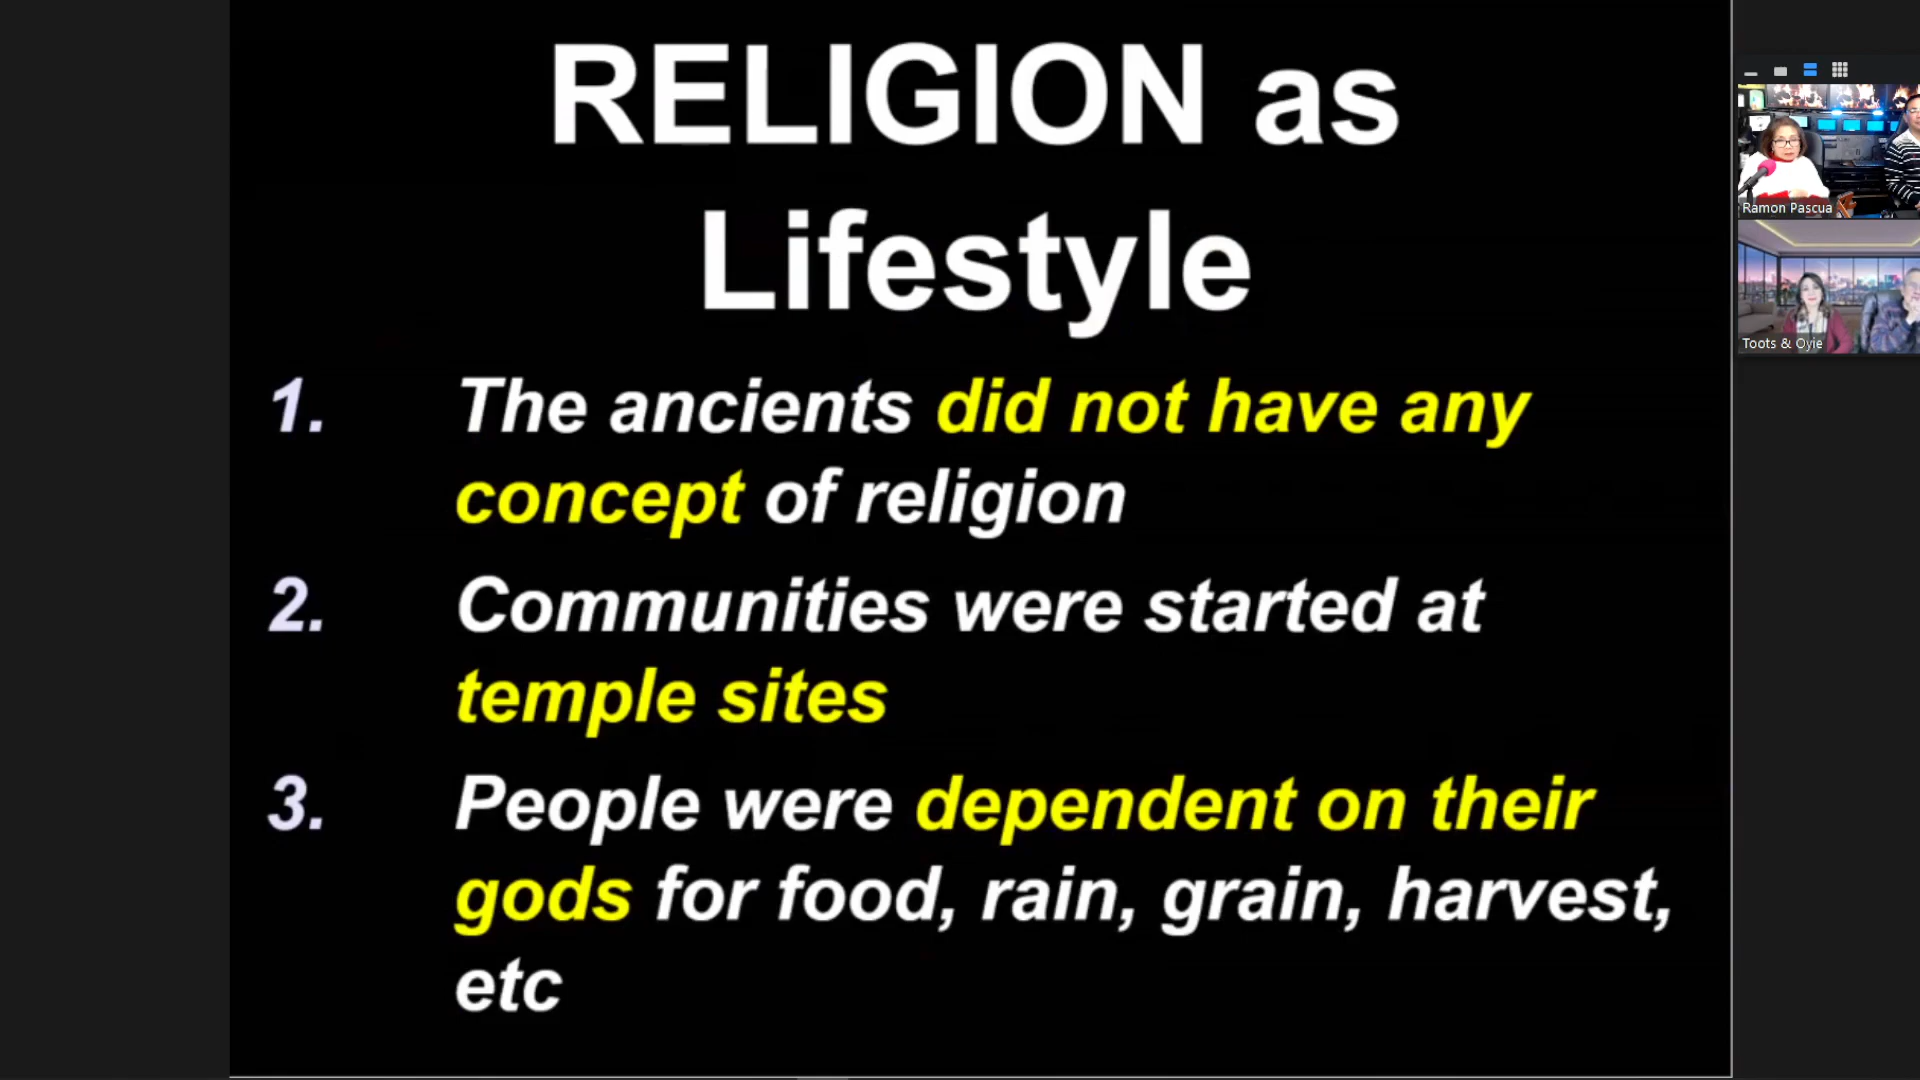 RELIGION as
Lifestyle
1. The ancients did not have any
concept of religion
2. Communities were started at
temple sites
3. People were dependent on their
gods for food, rain, grain, harvest,
etc
Ramon Pascua
Toots & Oyie